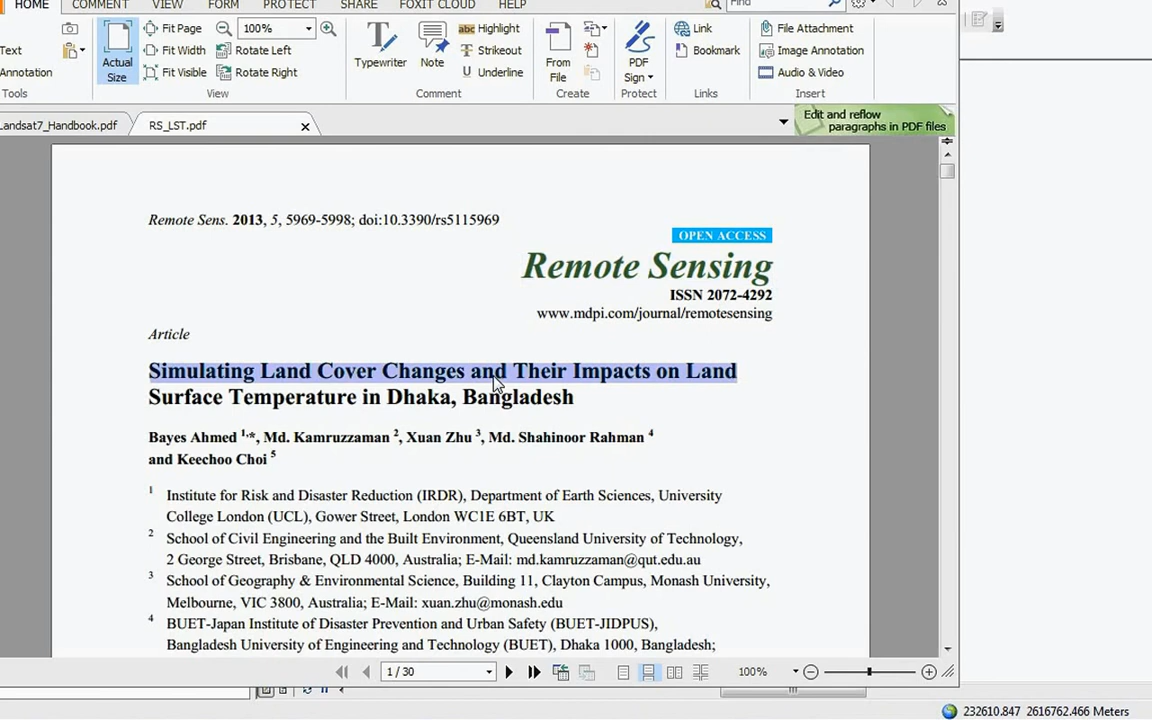 HOME COMMENT VIEW FORM PROTECT SHARE FOXIT CLOUD HELP Find
Text
Annotation
Tools
Actual
Size
Fit Page
Fit Width
Fit Visible
100%
Rotate Left
Rotate Right
View
Typewriter
Note
abc Highlight
T Strikeout
U Underline
Comment
From
File
Create
PDF
Sign
Protect
Link
Bookmark
Links
File Attachment
Image Annotation
Audio & Video
Insert
Landsat7_Handbook.pdf
RS_LST.pdf
Edit and reflow
paragraphs in PDF files
Remote Sens. 2013, 5, 5969-5998; doi:10.3390/rs5115969
OPEN ACCESS
Remote Sensing
ISSN 2072-4292
www.mdpi.com/journal/remotesensing
Article
Simulating Land Cover Changes and Their Impacts on Land
Surface Temperature in Dhaka, Bangladesh
Bayes Ahmed 1,*, Md. Kamruzzaman 2, Xuan Zhu 3, Md. Shahinoor Rahman 4
and Keechoo Choi 5
1 Institute for Risk and Disaster Reduction (IRDR), Department of Earth Sciences, University
College London (UCL), Gower Street, London WC1E 6BT, UK
2 School of Civil Engineering and the Built Environment, Queensland University of Technology,
2 George Street, Brisbane, QLD 4000, Australia; E-Mail: md.kamruzzaman@qut.edu.au
3 School of Geography & Environmental Science, Building 11, Clayton Campus, Monash University,
Melbourne, VIC 3800, Australia; E-Mail: xuan.zhu@monash.edu
4 BUET-Japan Institute of Disaster Prevention and Urban Safety (BUET-JIDPUS),
Bangladesh University of Engineering and Technology (BUET), Dhaka 1000, Bangladesh;
1 / 30
100%
232610.847 2616762.466 Meters